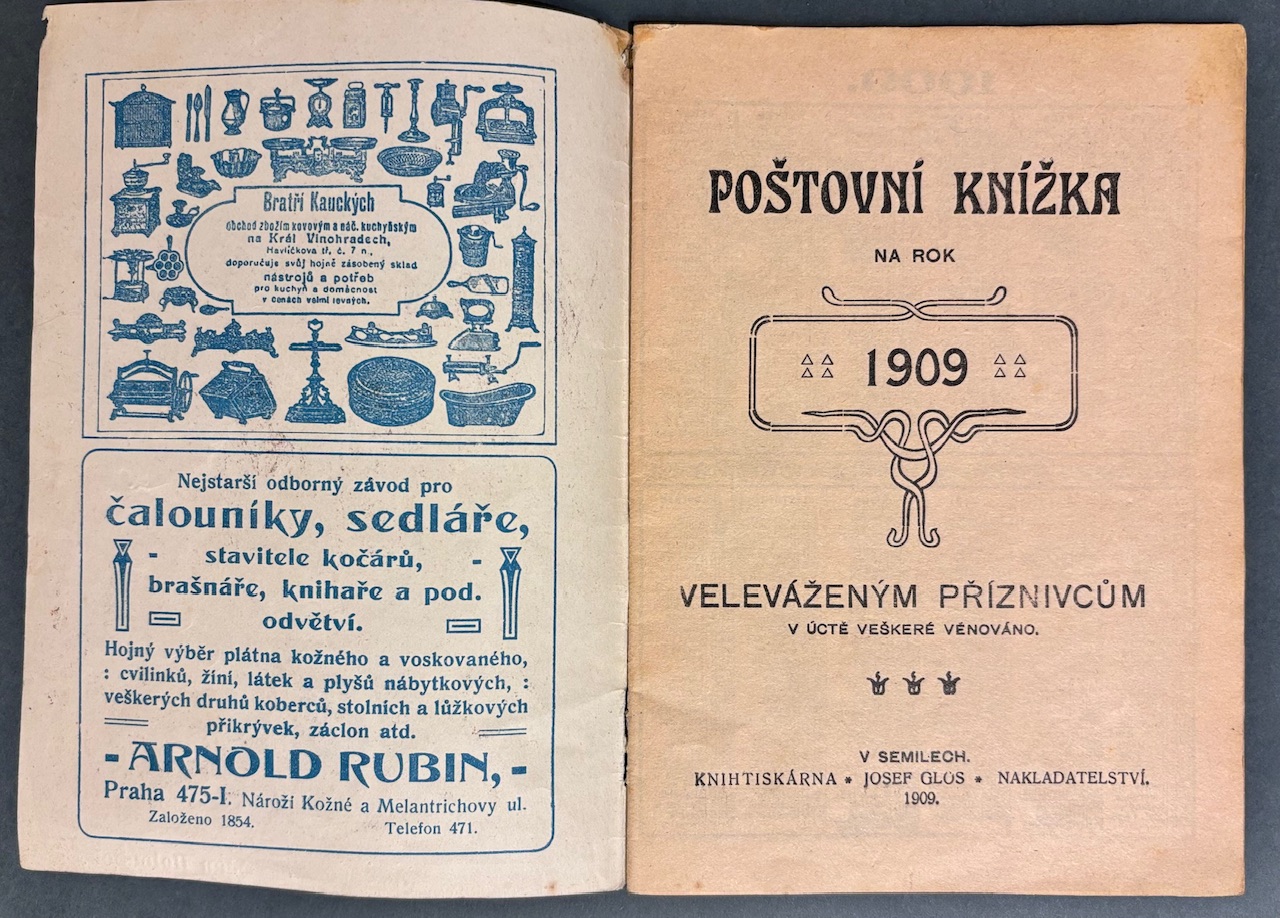 Bratří Kauckých
obchod zbožím kovovým a náč. kuchyňským
na Král. Vinohradech,
Havlíčkova tř. č. 7 n,
doporučuje svůj hojně zásobený sklad
nástrojů a potřeb
pro kuchyň a domácnost
v cenách velmi levných.
Nejstarší odborný závod pro
čalouníky, sedláře,
- stavitele kočárů, -
brašnáře, knihaře a pod.
odvětví.
Hojný výběr plátna kožného a voskovaného,
: cvilinků, žíní, látek a plyšů nábytkových, :
veškerých druhů koberců, stolních a lůžkových
přikrývek, záclon atd.
- ARNOLD RUBIN, -
Praha 475-I. Nároží Kožné a Melantrichovy ul.
Založeno 1854. Telefon 471.
POŠTOVNÍ KNÍŽKA
NA ROK
1909
VELEVÁŽENÝM PŘÍZNIVCŮM
V ÚCTĚ VEŠKERÉ VĚNOVÁNO.
V SEMILECH.
KNIHTISKÁRNA * JOSEF GLOS * NAKLADATELSTVÍ.
1909.